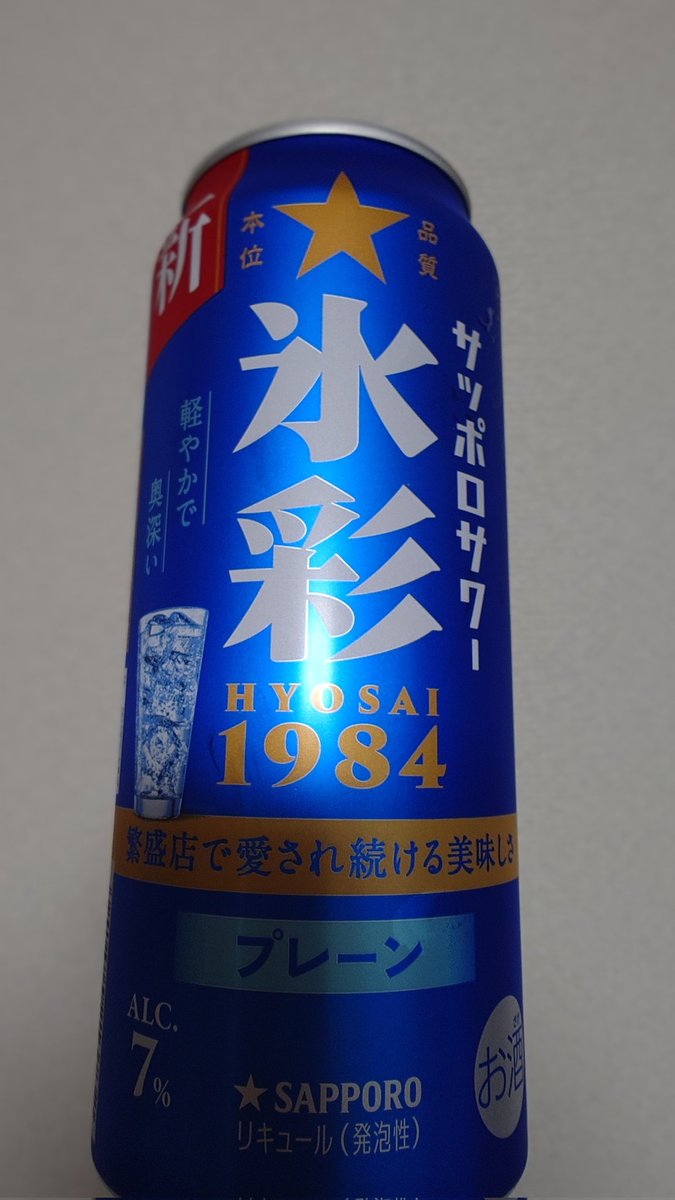 新
品質
本位
サッポロサワー
氷彩
HYOSAI
1984
軽やかで
奥深い
繁盛店で愛され続ける美味しさ
プレーン
ALC.
7%
お酒
★ SAPPORO
リキュール(発泡性)